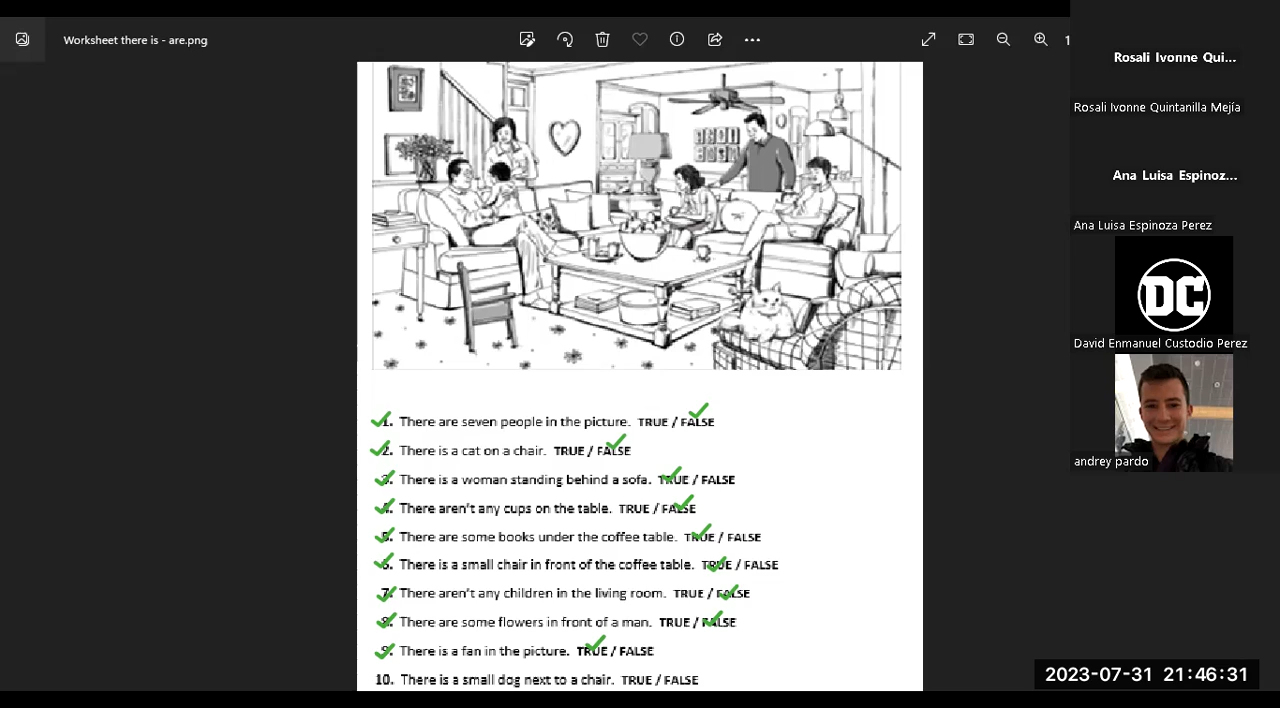 Worksheet there is - are.png
1
Rosali Ivonne Qui...
Rosali Ivonne Quintanilla Mejía
Ana Luisa Espinoz...
Ana Luisa Espinoza Perez
DC
David Enmanuel Custodio Perez
andrey pardo
1. There are seven people in the picture. TRUE / FALSE
2. There is a cat on a chair. TRUE / FALSE
3. There is a woman standing behind a sofa. TRUE / FALSE
4. There aren't any cups on the table. TRUE / FALSE
5. There are some books under the coffee table. TRUE / FALSE
6. There is a small chair in front of the coffee table. TRUE / FALSE
7. There aren't any children in the living room. TRUE / FALSE
8. There are some flowers in front of a man. TRUE / FALSE
9. There is a fan in the picture. TRUE / FALSE
10. There is a small dog next to a chair. TRUE / FALSE
2023-07-31 21:46:31